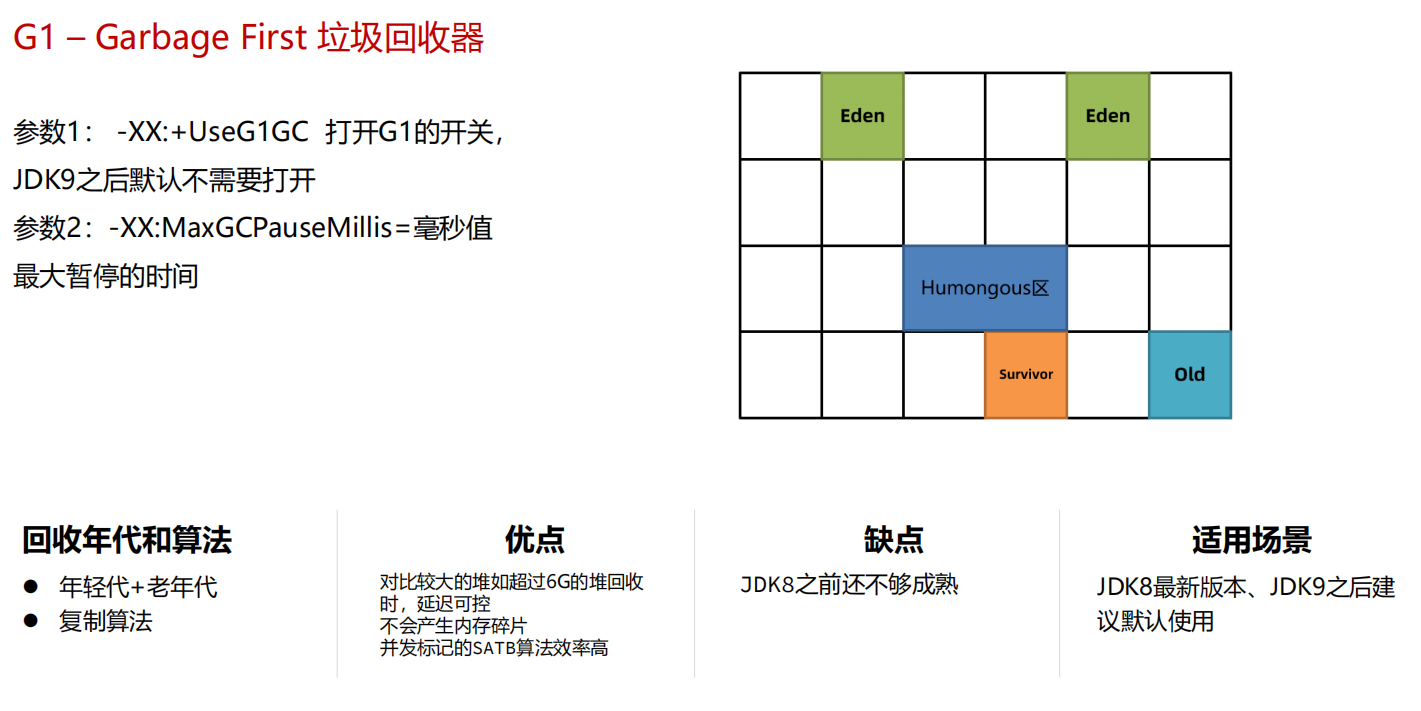 G1 – Garbage First 垃圾回收器
参数1： -XX:+UseG1GC 打开G1的开关，
JDK9之后默认不需要打开
参数2：-XX:MaxGCPauseMillis=毫秒值
最大暂停的时间
Eden
Eden
Humongous区
Survivor
Old
回收年代和算法
● 年轻代+老年代
● 复制算法
优点
对比较大的堆如超过6G的堆回收
时，延迟可控
不会产生内存碎片
并发标记的SATB算法效率高
缺点
JDK8之前还不够成熟
适用场景
JDK8最新版本、JDK9之后建
议默认使用